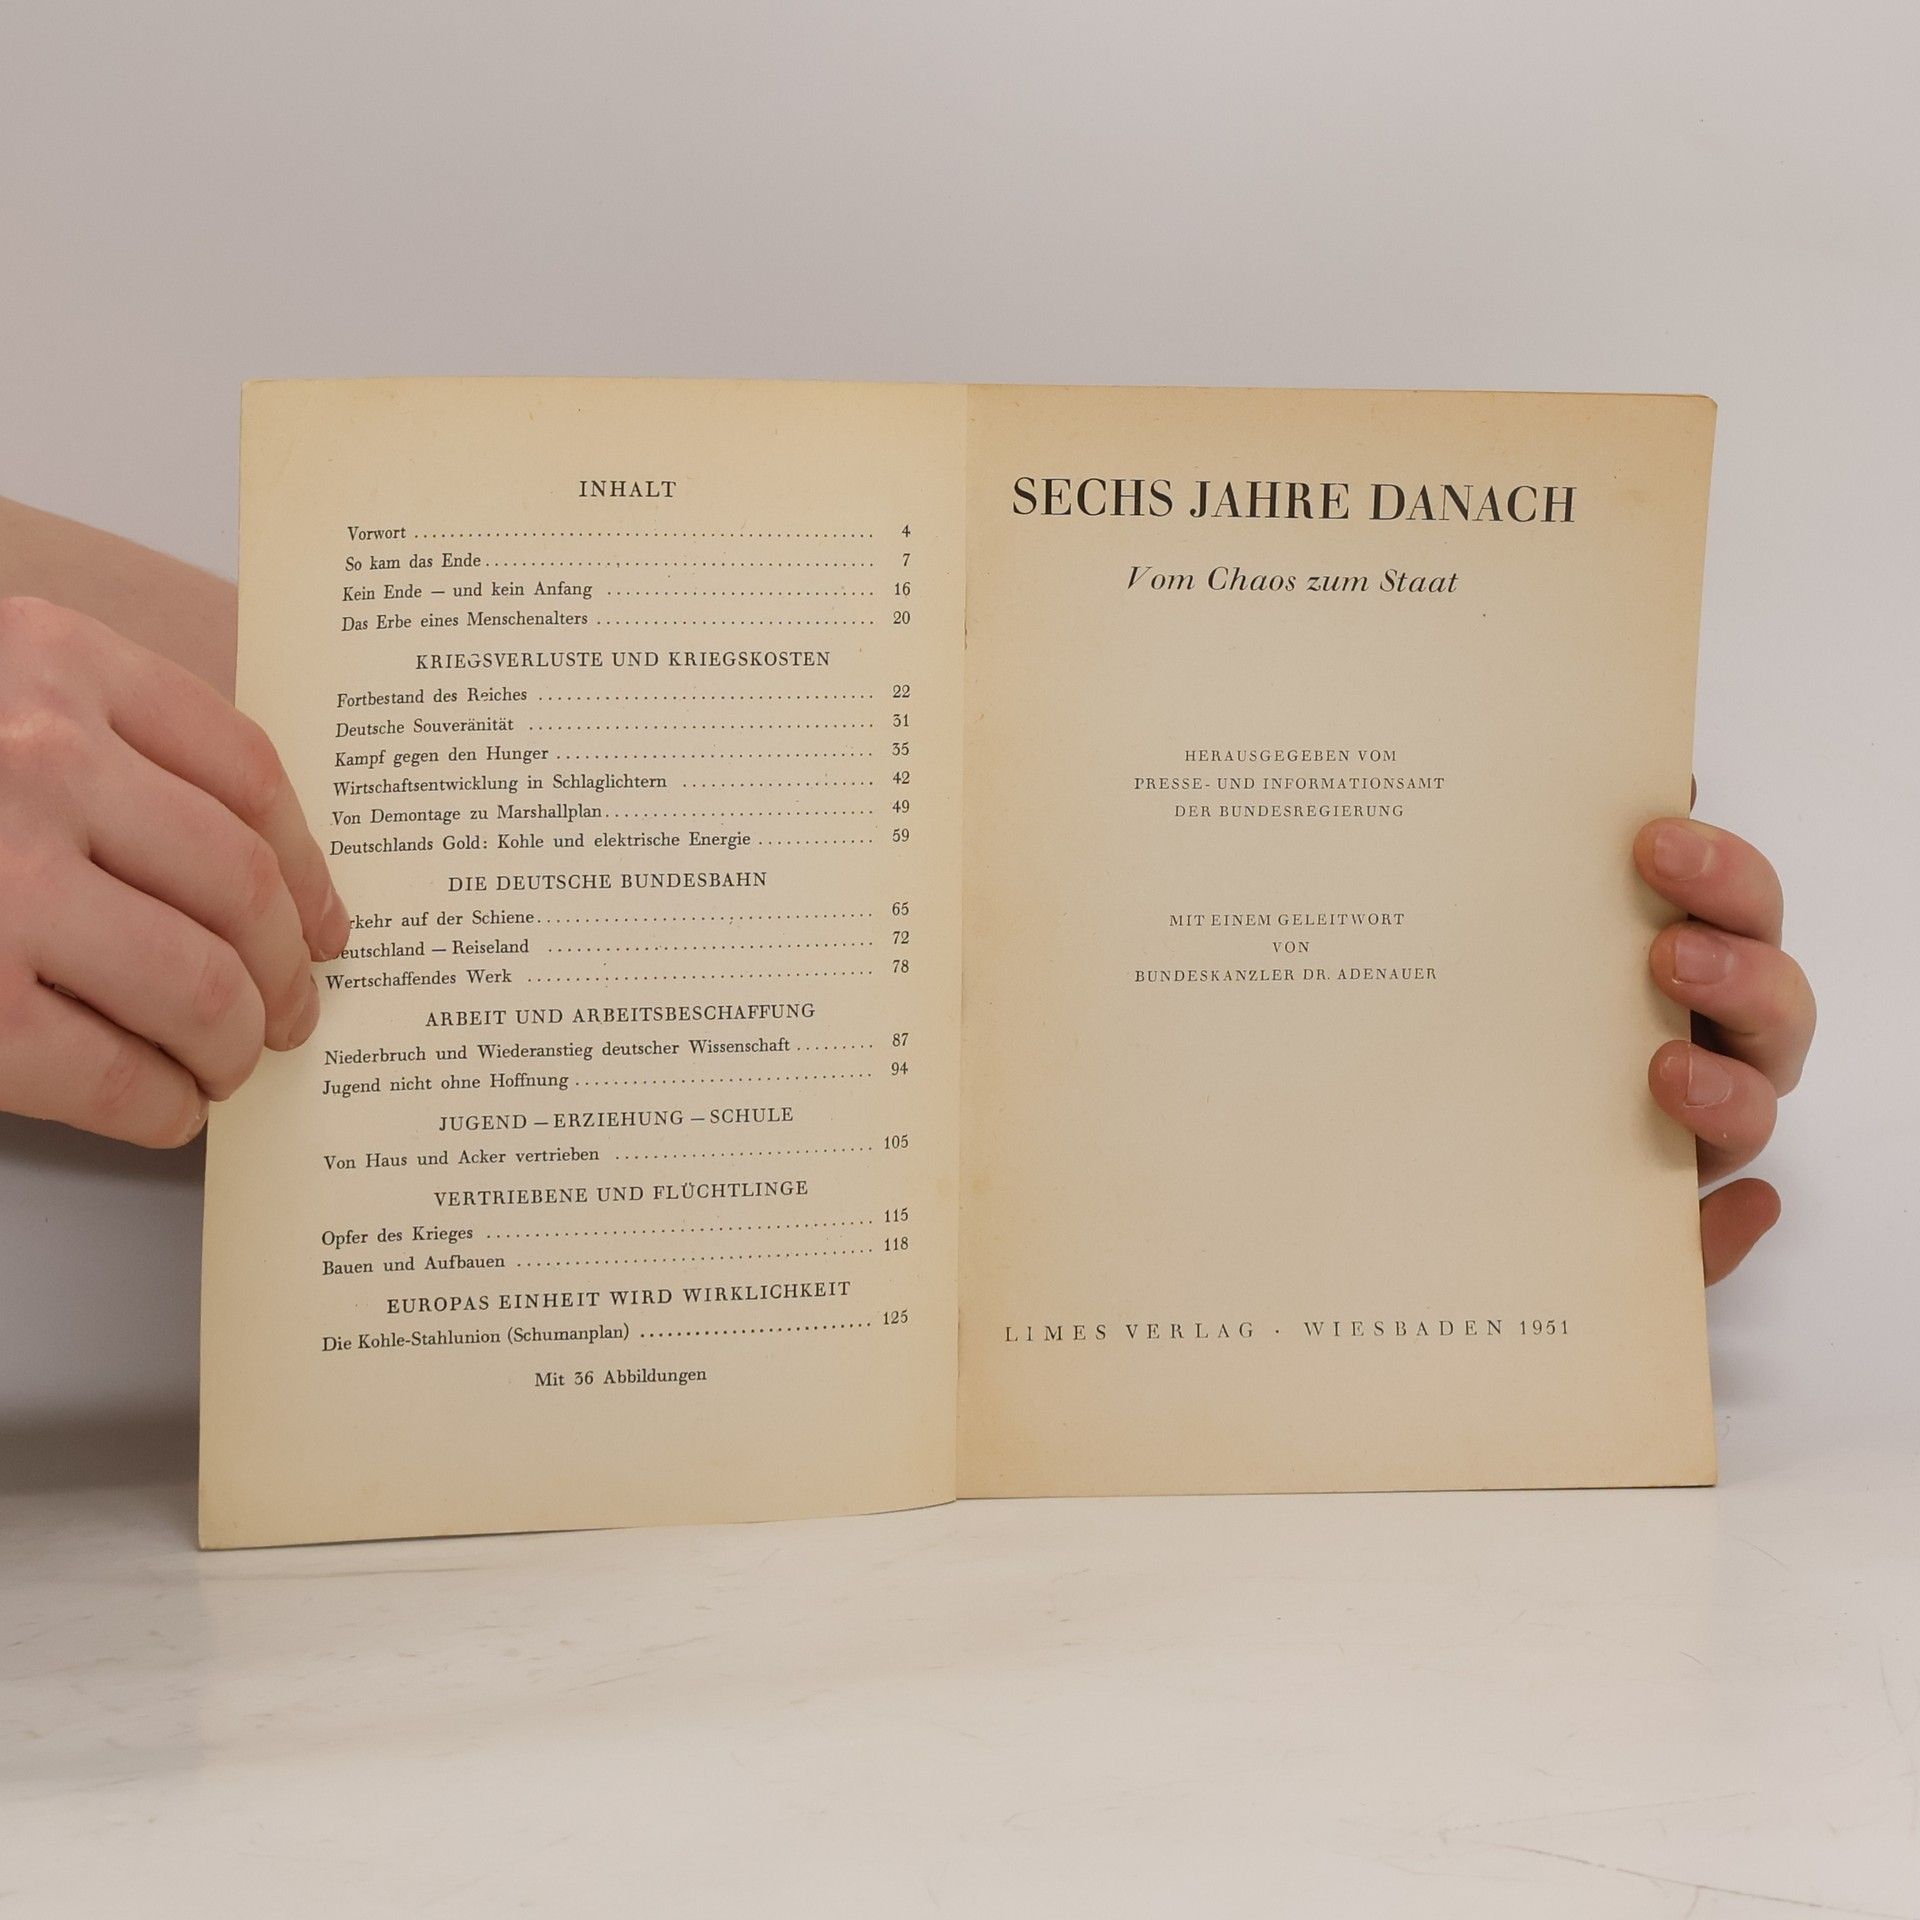 INHALT
Vorwort ........ 4
So kam das Ende ........ 7
Kein Ende — und kein Anfang ........ 16
Das Erbe eines Menschenalters ........ 20
KRIEGSVERLUSTE UND KRIEGSKOSTEN
Fortbestand des Reiches ........ 22
Deutsche Souveränität ........ 31
Kampf gegen den Hunger ........ 35
Wirtschaftsentwicklung in Schlaglichtern ........ 42
Von Demontage zu Marshallplan ........ 49
Deutschlands Gold: Kohle und elektrische Energie ........ 59
DIE DEUTSCHE BUNDESBAHN
rkehr auf der Schiene ........ 65
eutschland — Reiseland ........ 72
Wertschaffendes Werk ........ 78
ARBEIT UND ARBEITSBESCHAFFUNG
Niederbruch und Wiederanstieg deutscher Wissenschaft ........ 87
Jugend nicht ohne Hoffnung ........ 94
JUGEND — ERZIEHUNG — SCHULE
Von Haus und Acker vertrieben ........ 105
VERTRIEBENE UND FLÜCHTLINGE
Opfer des Krieges ........ 115
Bauen und Aufbauen ........ 118
EUROPAS EINHEIT WIRD WIRKLICHKEIT
Die Kohle-Stahlunion (Schumanplan) ........ 125
Mit 36 Abbildungen
SECHS JAHRE DANACH
Vom Chaos zum Staat
HERAUSGEGEBEN VOM
PRESSE- UND INFORMATIONSAMT
DER BUNDESREGIERUNG
MIT EINEM GELEITWORT
VON
BUNDESKANZLER DR. ADENAUER
LIMES VERLAG · WIESBADEN 1951